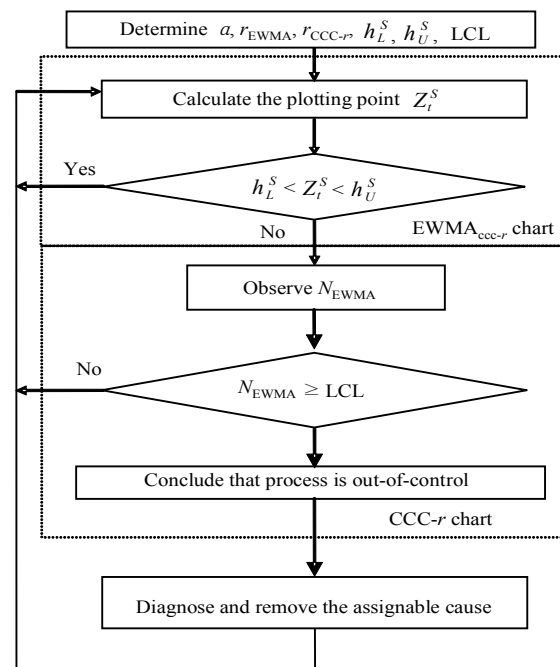 Determine a, r_EWMA, r_CCC-r, h_L^S, h_U^S, LCL
Calculate the plotting point Z_t^S
Yes
h_L^S < Z_t^S < h_U^S
No
EWMA_ccc-r chart
Observe N_EWMA
No
N_EWMA ≥ LCL
Conclude that process is out-of-control
CCC-r chart
Diagnose and remove the assignable cause